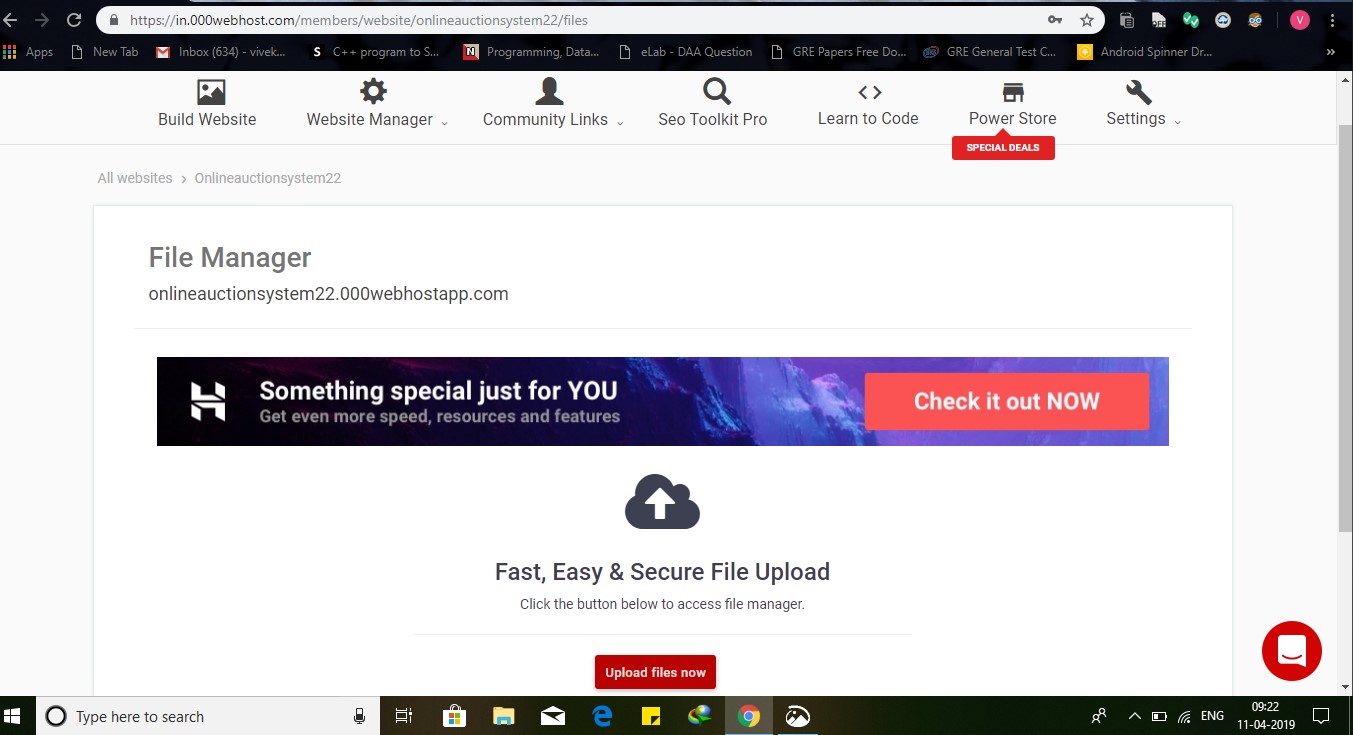 https://in.000webhost.com/members/website/onlineauctionsystem22/files
V
Apps New Tab Inbox (634) - vivek... S C++ program to S... N Programming, Data... eLab - DAA Question GRE Papers Free Do... GRE General Test C... Android Spinner Dr... »
Build Website Website Manager Community Links Seo Toolkit Pro Learn to Code Power Store Settings
SPECIAL DEALS
All websites › Onlineauctionsystem22
File Manager
onlineauctionsystem22.000webhostapp.com
Something special just for YOU
Get even more speed, resources and features
Check it out NOW
Fast, Easy & Secure File Upload
Click the button below to access file manager.
Upload files now
Type here to search
ENG
09:22
11-04-2019